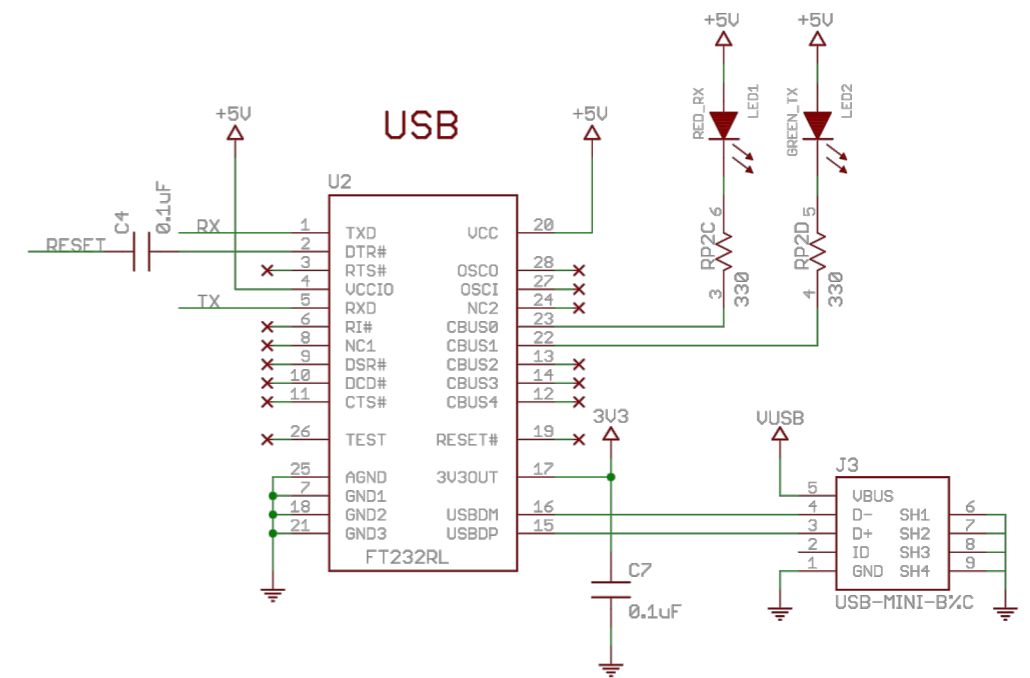 +5V
+5V
RED_RX
LED1
GREEN_TX
LED2
+5V
USB
+5V
U2
C4
0.1uF
RESET
RX
TX
1 TXD
2 DTR#
3 RTS#
4 VCCIO
5 RXD
6 RI#
8 NC1
9 DSR#
10 DCD#
11 CTS#
26 TEST
25 AGND
7 GND1
18 GND2
21 GND3
VCC 20
OSCO 28
OSCI 27
NC2 24
CBUS0 23
CBUS1 22
CBUS2 13
CBUS3 14
CBUS4 12
RESET# 19
3V3OUT 17
USBDM 16
USBDP 15
FT232RL
6
RP2C
3
330
5
RP2D
4
330
3V3
C7
0.1uF
VUSB
J3
5 VBUS
4 D- SH1 6
3 D+ SH2 7
2 ID SH3 8
1 GND SH4 9
USB-MINI-B%C